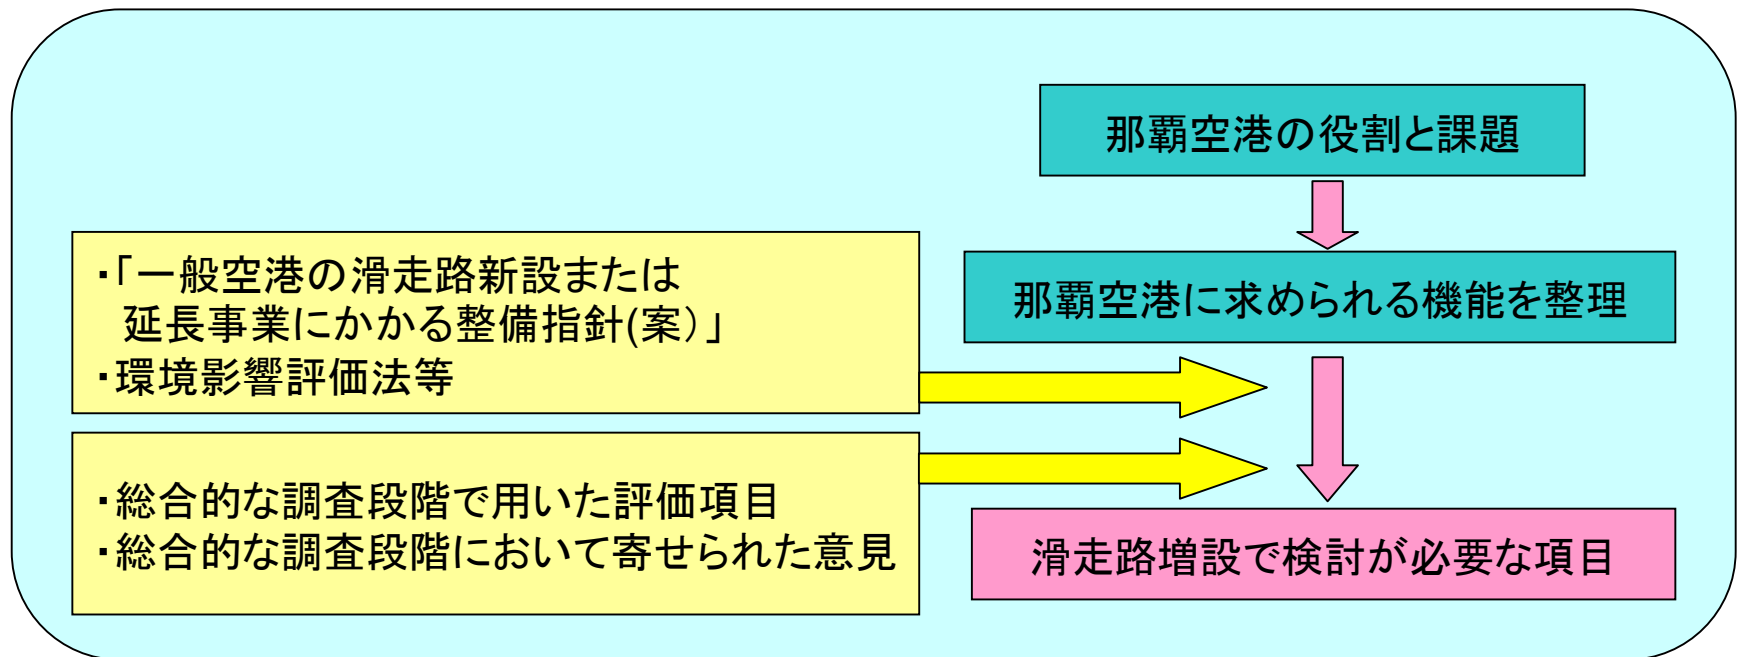 那覇空港の役割と課題
那覇空港に求められる機能を整理
・「一般空港の滑走路新設または
延長事業にかかる整備指針(案）」
・環境影響評価法等
・総合的な調査段階で用いた評価項目
・総合的な調査段階において寄せられた意見
滑走路増設で検討が必要な項目